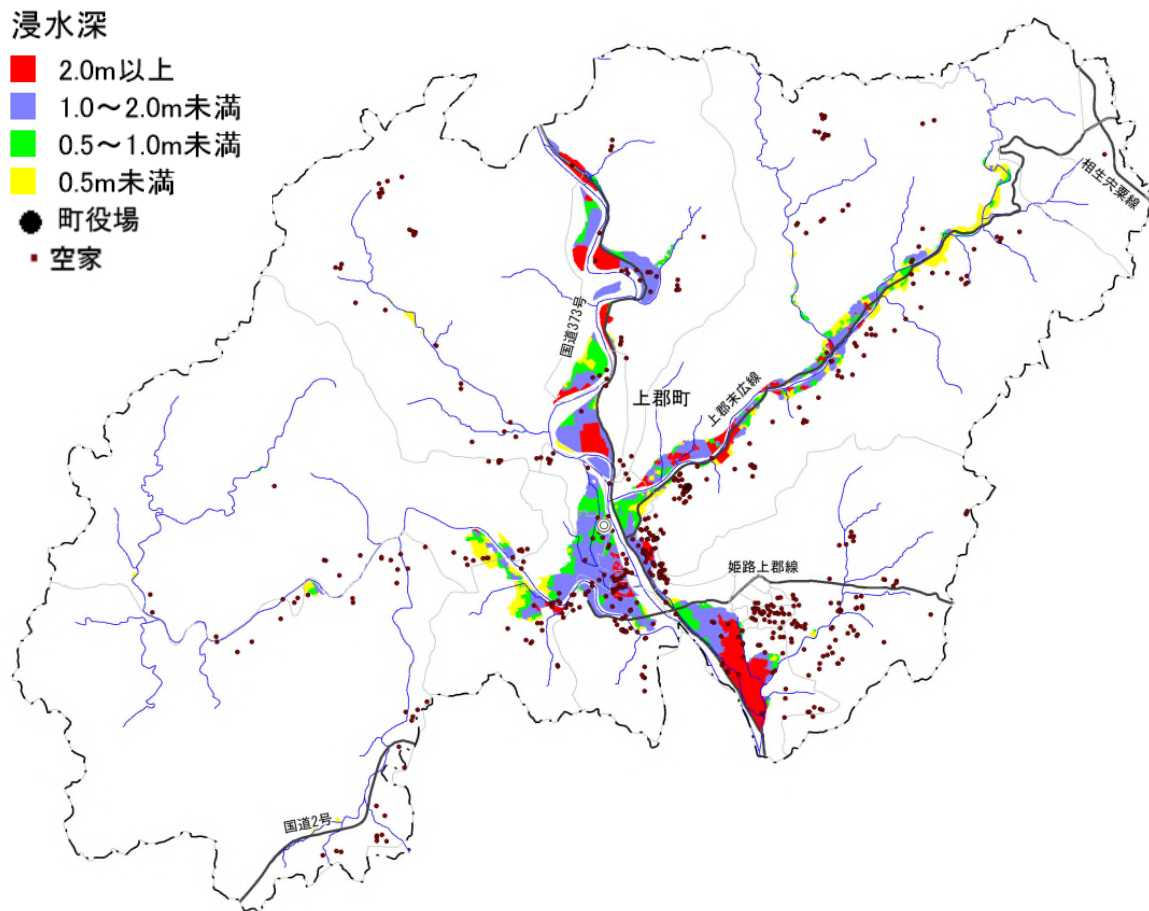 浸水深
2.0m以上
1.0～2.0m未満
0.5～1.0m未満
0.5m未満
町役場
空家
相生宍粟線
国道373号
上郡町
上郡末広線
姫路上郡線
国道2号